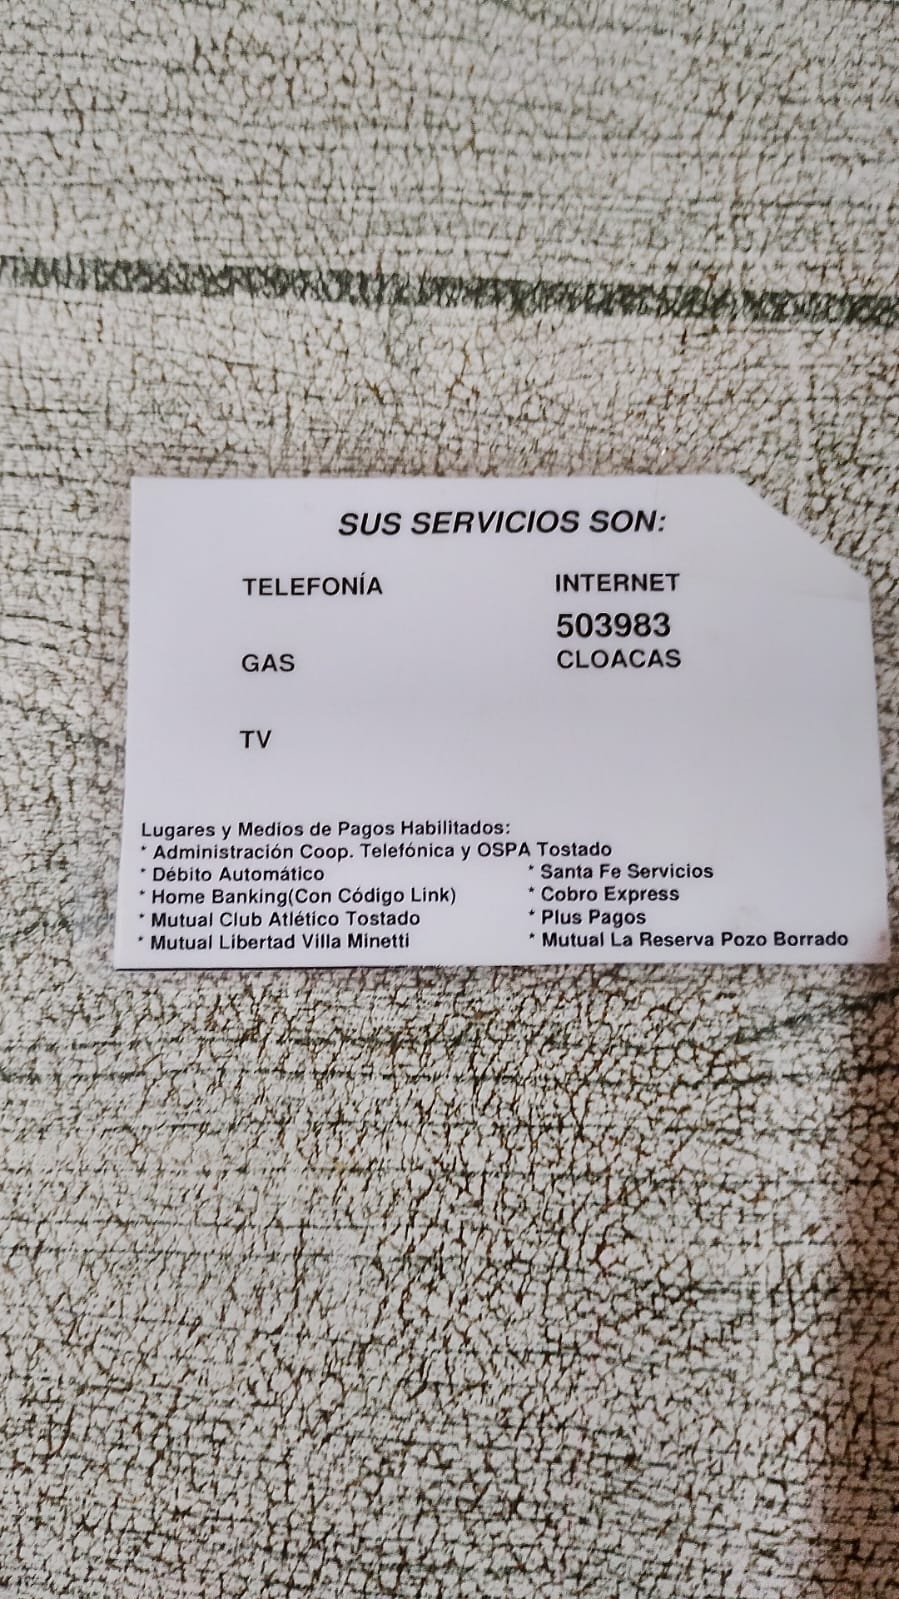 SUS SERVICIOS SON:
TELEFONÍA INTERNET
503983
GAS CLOACAS
TV
Lugares y Medios de Pagos Habilitados:
* Administración Coop. Telefónica y OSPA Tostado
* Débito Automático * Santa Fe Servicios
* Home Banking(Con Código Link) * Cobro Express
* Mutual Club Atlético Tostado * Plus Pagos
* Mutual Libertad Villa Minetti * Mutual La Reserva Pozo Borrado